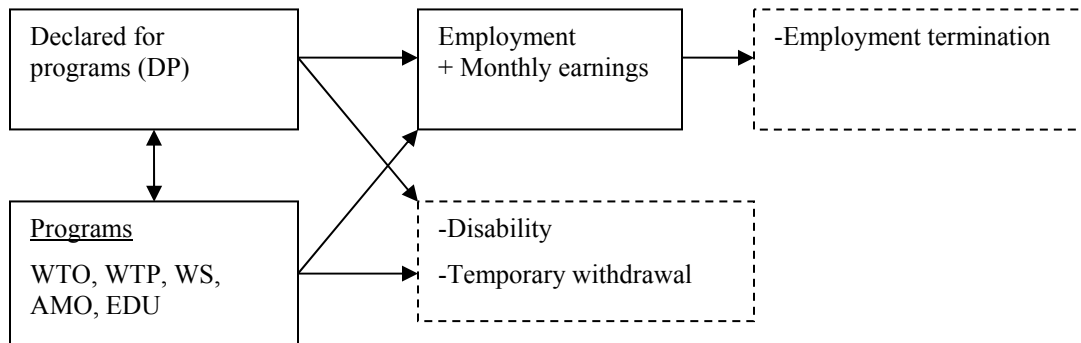 Declared for
programs (DP)
Employment
+ Monthly earnings
-Employment termination
Programs
WTO, WTP, WS,
AMO, EDU
-Disability
-Temporary withdrawal